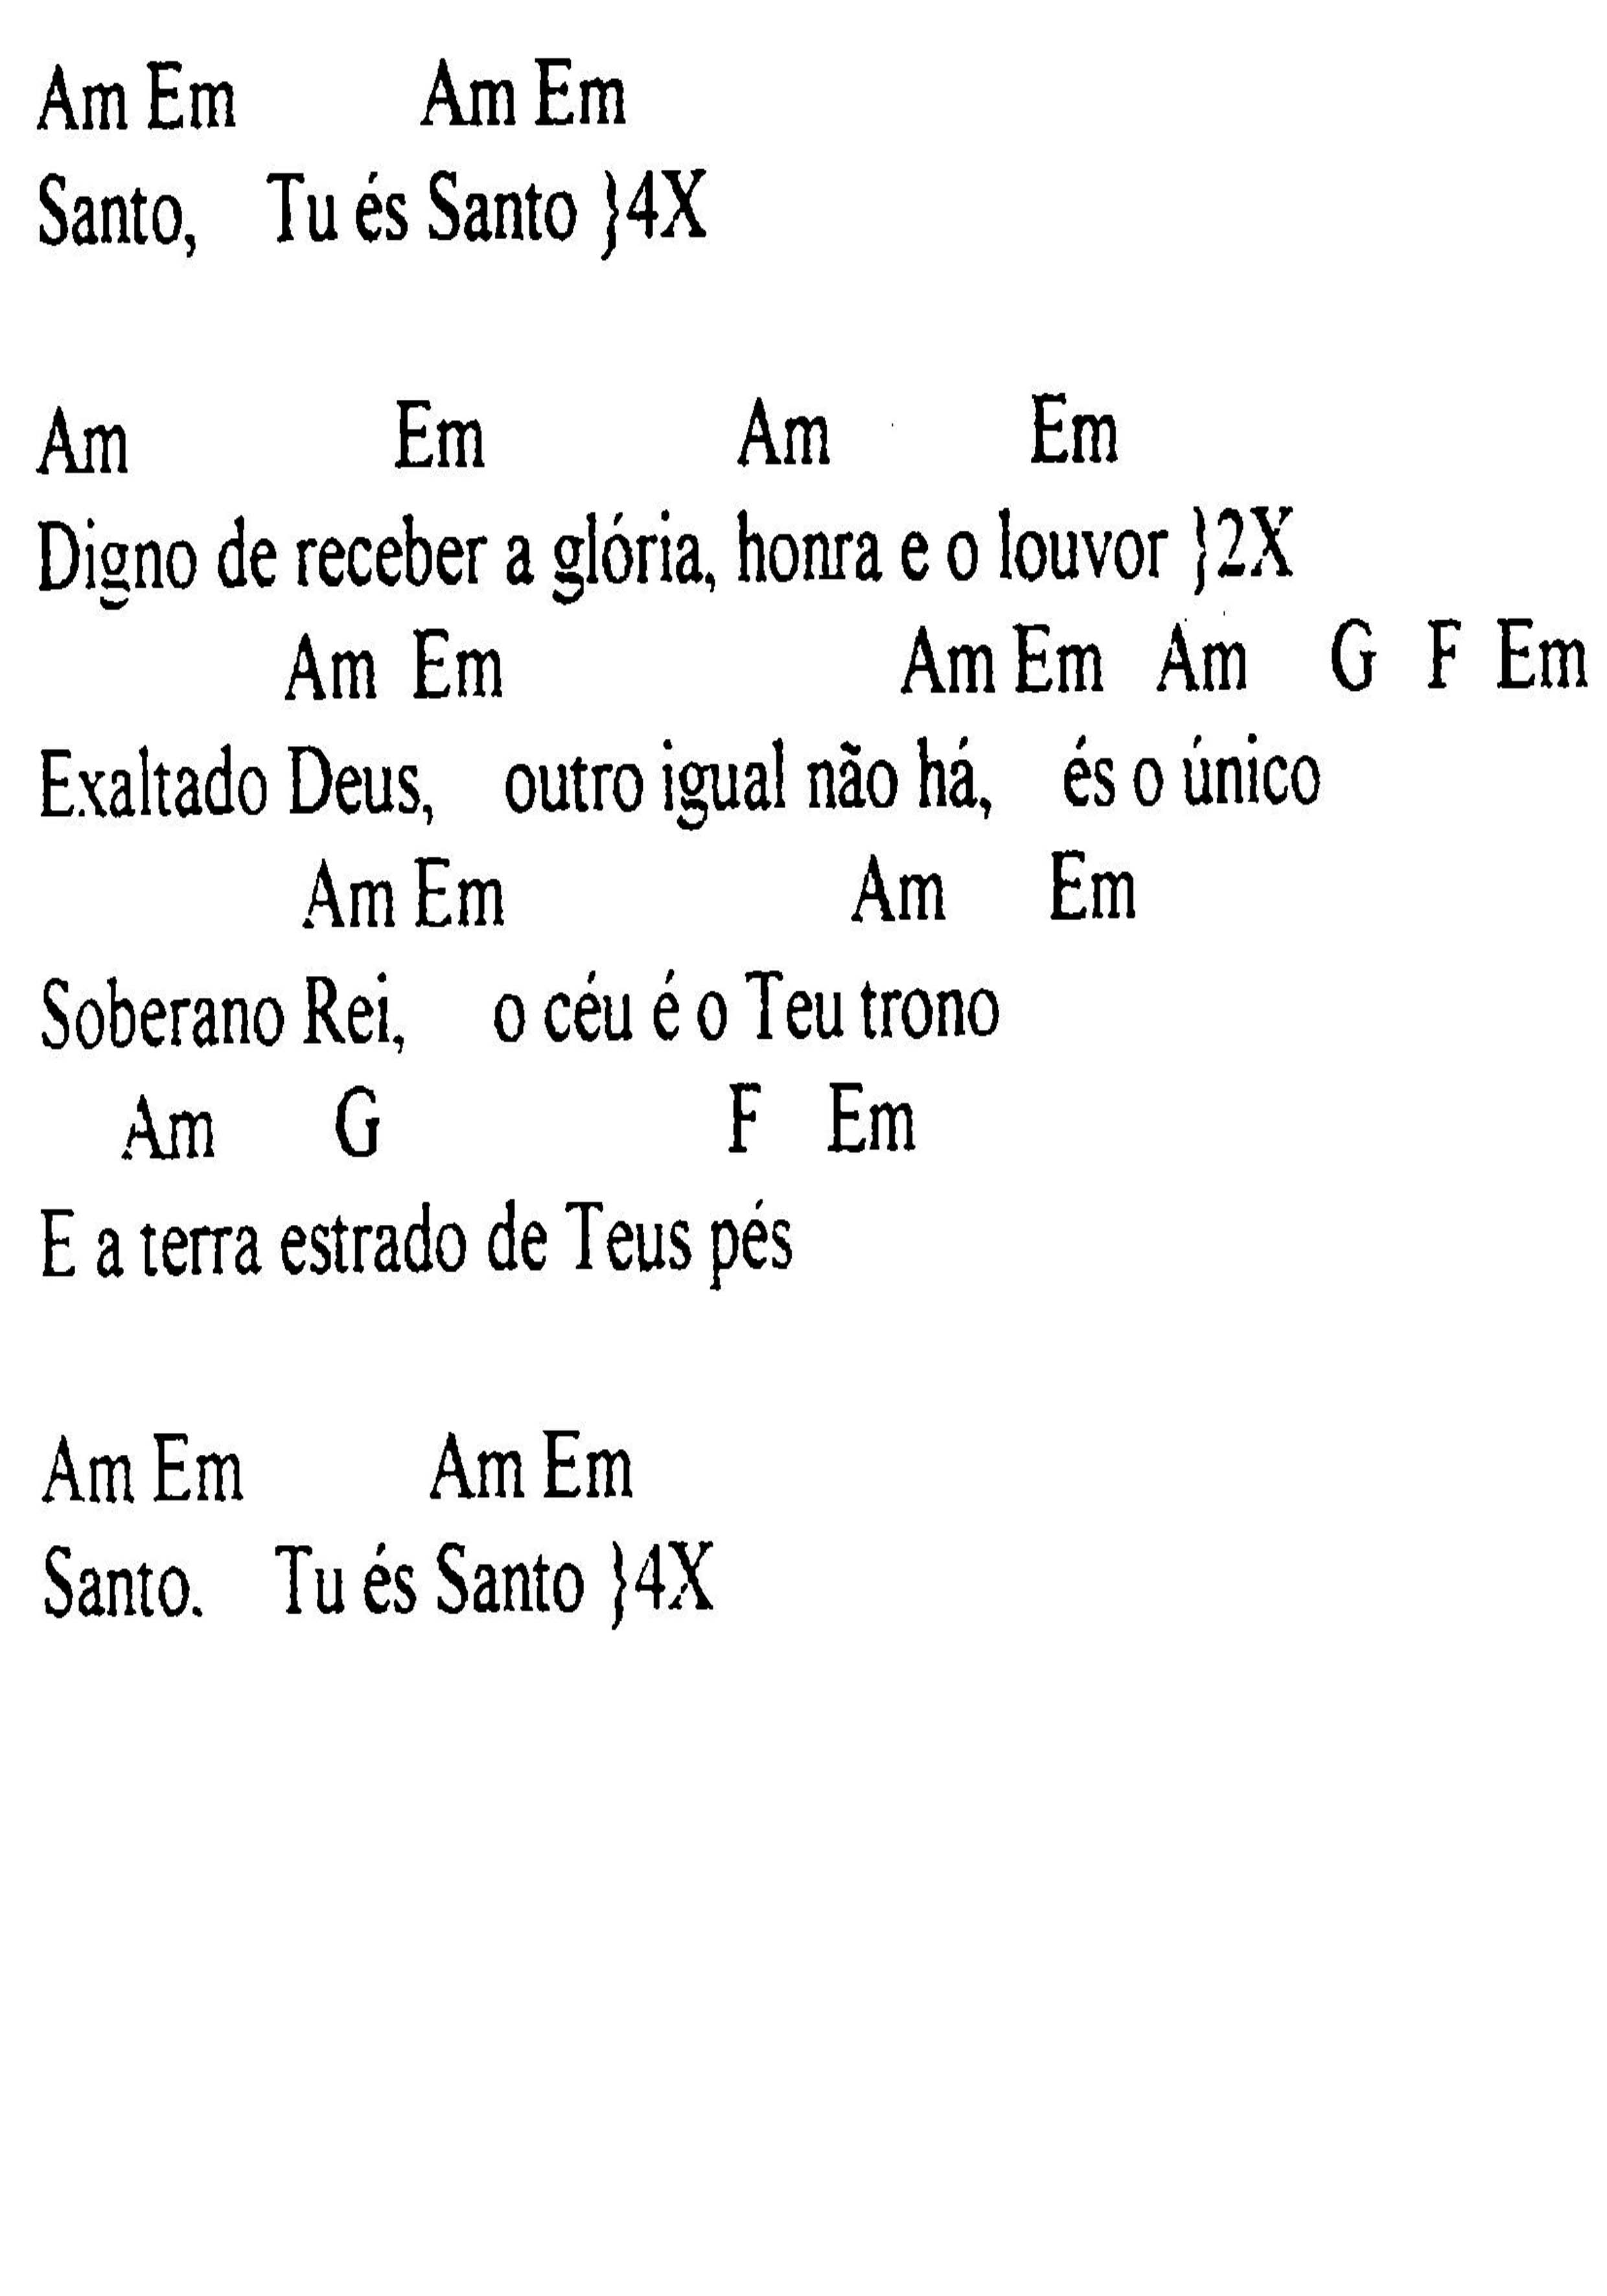 Am Em Am Em
Santo, Tu és Santo }4X
Am Em Am Em
Digno de receber a glória, honra e o louvor }2X
Am Em Am Em Am G F Em
Exaltado Deus, outro igual não há, és o único
Am Em Am Em
Soberano Rei, o céu é o Teu trono
Am G F Em
E a terra estrado de Teus pés
Am Em Am Em
Santo. Tu és Santo }4X